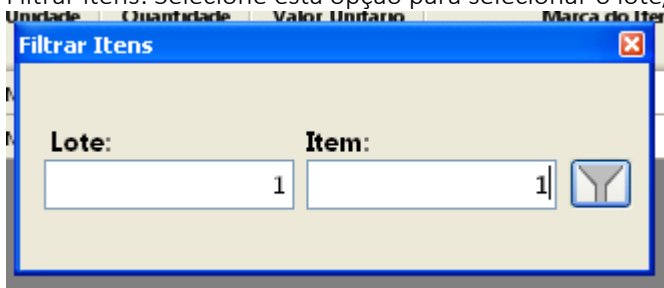 Filtrar Itens: Selecione esta opção para selecionar o lote,
Unidade Quantidade Valor Unitário Marca do Ite
Filtrar Itens
Lote: Item:
1 1